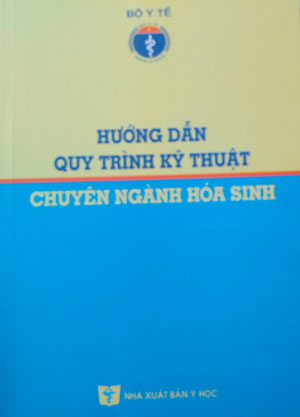 BỘ Y TẾ
HƯỚNG DẪN
QUY TRÌNH KỸ THUẬT
CHUYÊN NGÀNH HÓA SINH
NHÀ XUẤT BẢN Y HỌC